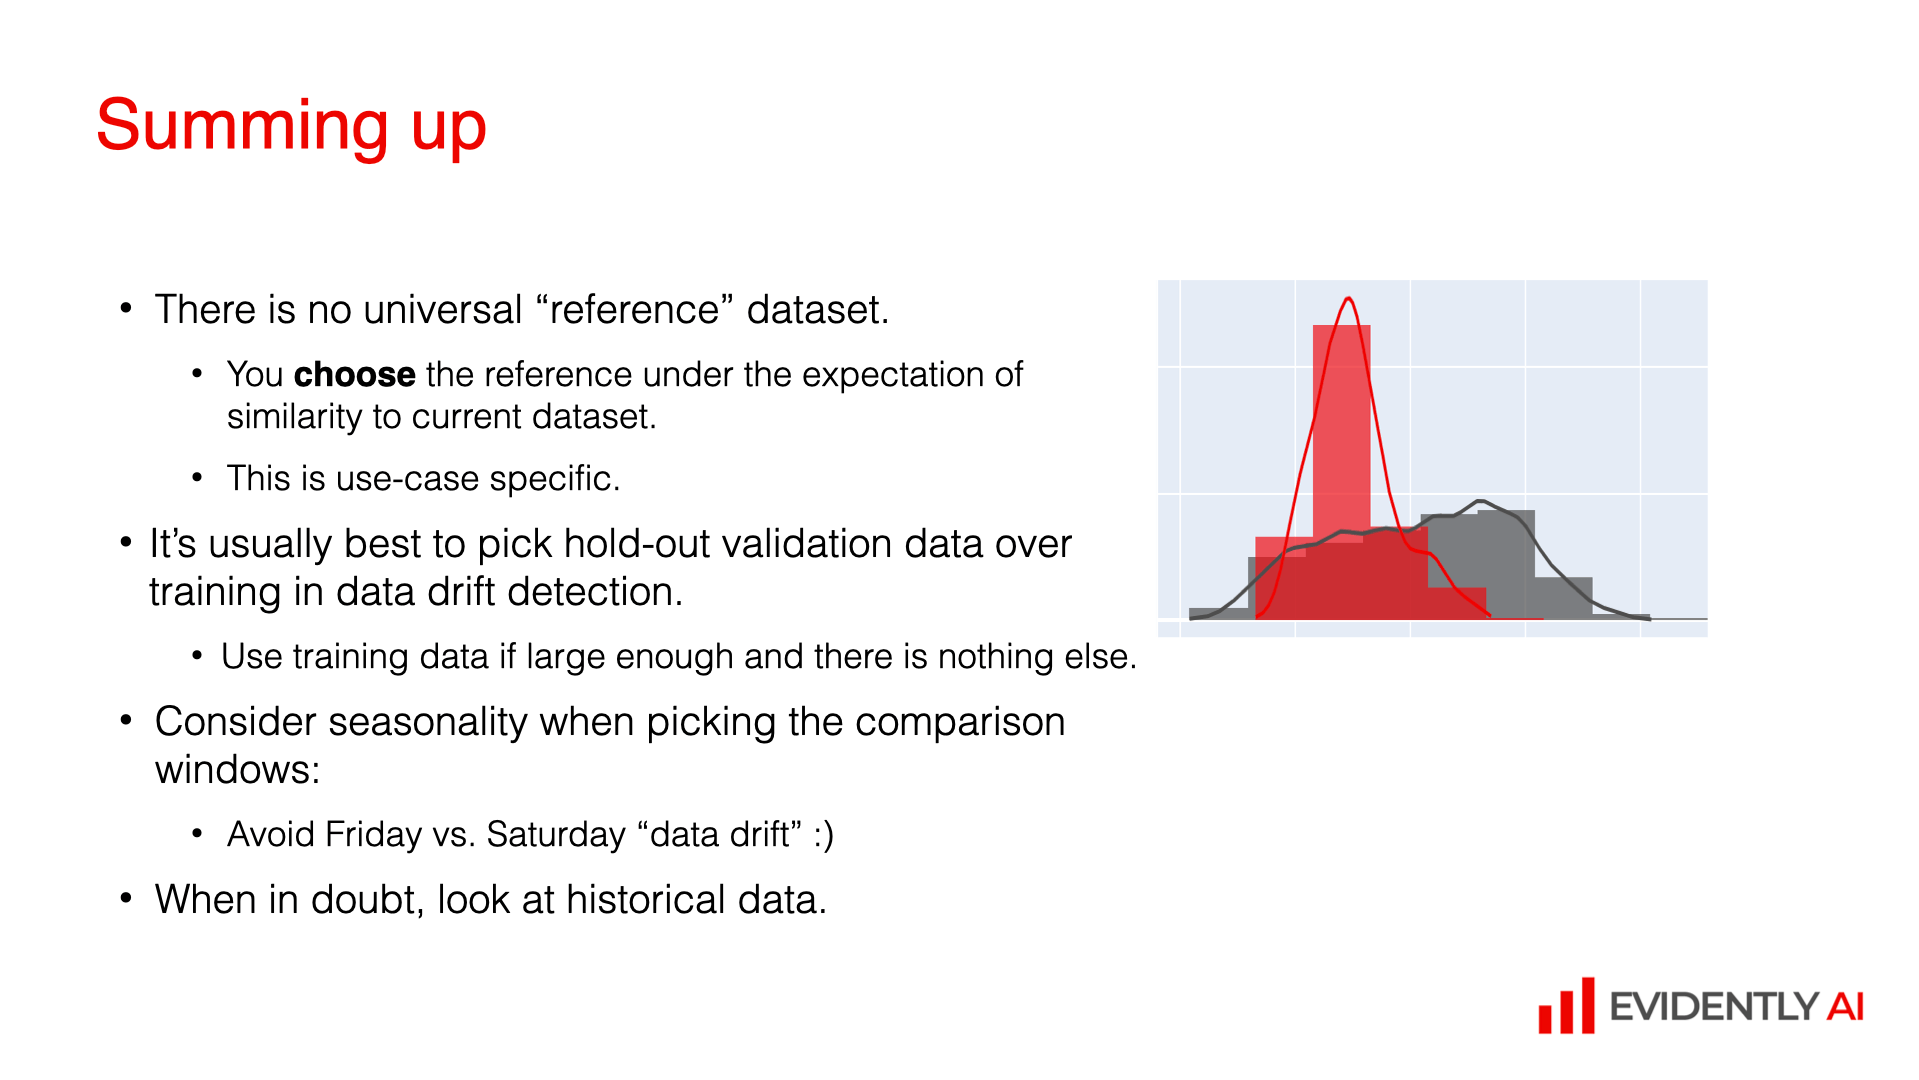 Summing up
• There is no universal “reference” dataset.
• You choose the reference under the expectation of
similarity to current dataset.
• This is use-case specific.
• It’s usually best to pick hold-out validation data over
training in data drift detection.
• Use training data if large enough and there is nothing else.
• Consider seasonality when picking the comparison
windows:
• Avoid Friday vs. Saturday “data drift” :)
• When in doubt, look at historical data.
EVIDENTLY AI